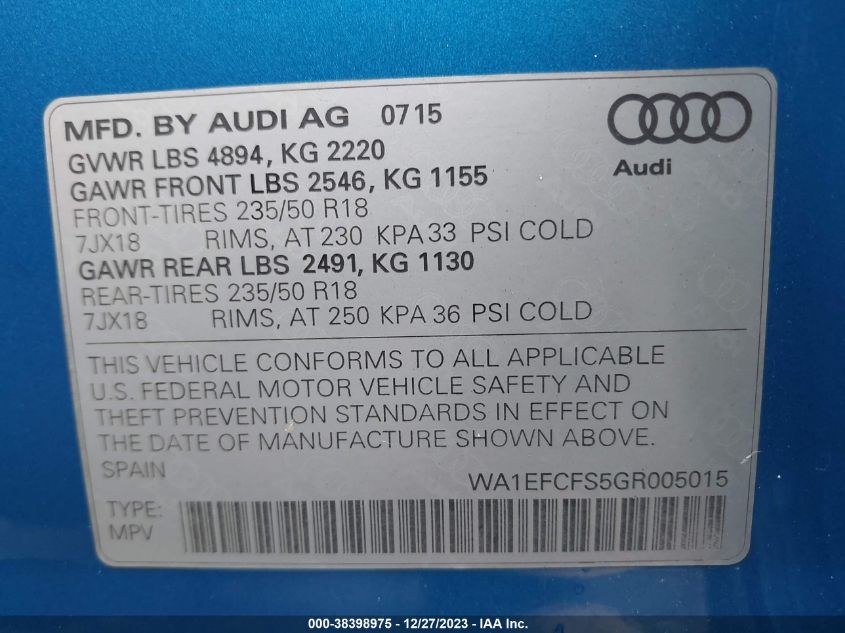 MFD. BY AUDI AG 0715
Audi
GVWR LBS 4894, KG 2220
GAWR FRONT LBS 2546, KG 1155
FRONT-TIRES 235/50 R18
7JX18 RIMS, AT 230 KPA 33 PSI COLD
GAWR REAR LBS 2491, KG 1130
REAR-TIRES 235/50 R18
7JX18 RIMS, AT 250 KPA 36 PSI COLD
THIS VEHICLE CONFORMS TO ALL APPLICABLE
U.S. FEDERAL MOTOR VEHICLE SAFETY AND
THEFT PREVENTION STANDARDS IN EFFECT ON
THE DATE OF MANUFACTURE SHOWN ABOVE.
SPAIN
WA1EFCFS5GR005015
TYPE:
MPV
000-38398975 - 12/27/2023 - IAA Inc.